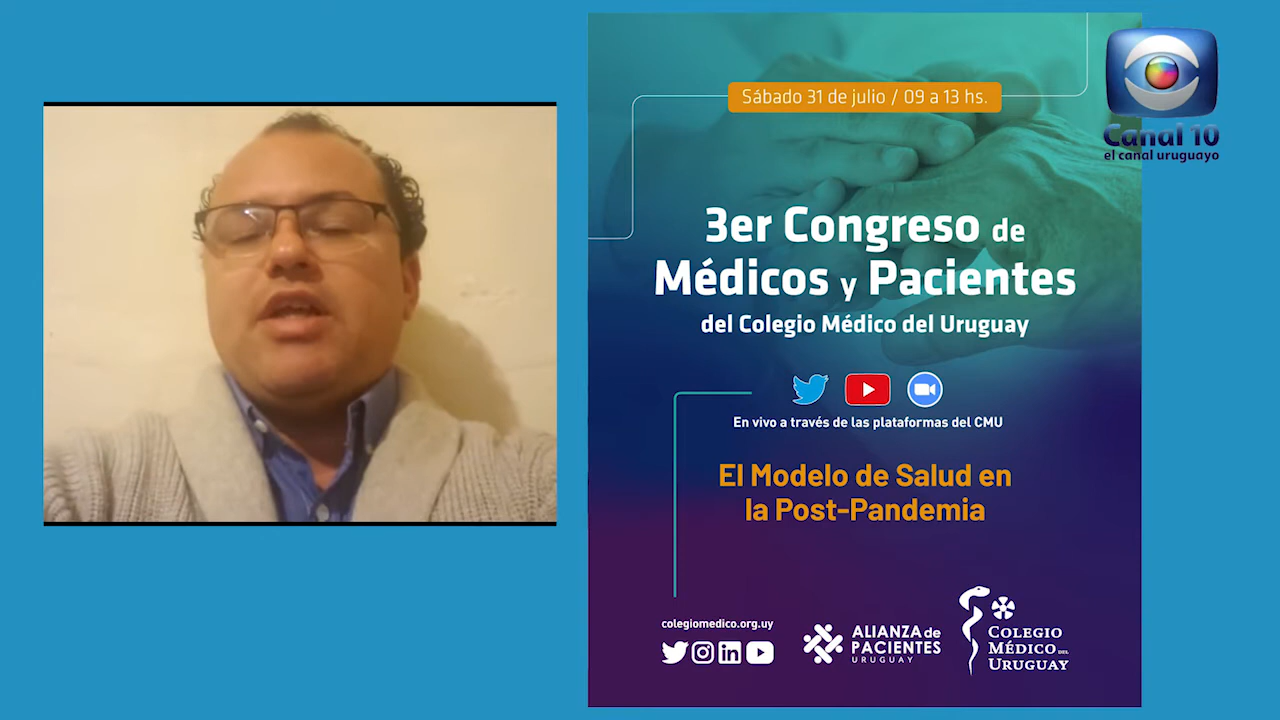 Sábado 31 de julio / 09 a 13 hs.
Canal 10
el canal uruguayo
3er Congreso de
Médicos y Pacientes
del Colegio Médico del Uruguay
En vivo a través de las plataformas del CMU
El Modelo de Salud en
la Post-Pandemia
colegiomedico.org.uy
ALIANZA de
PACIENTES
URUGUAY
COLEGIO
MÉDICO DEL
URUGUAY